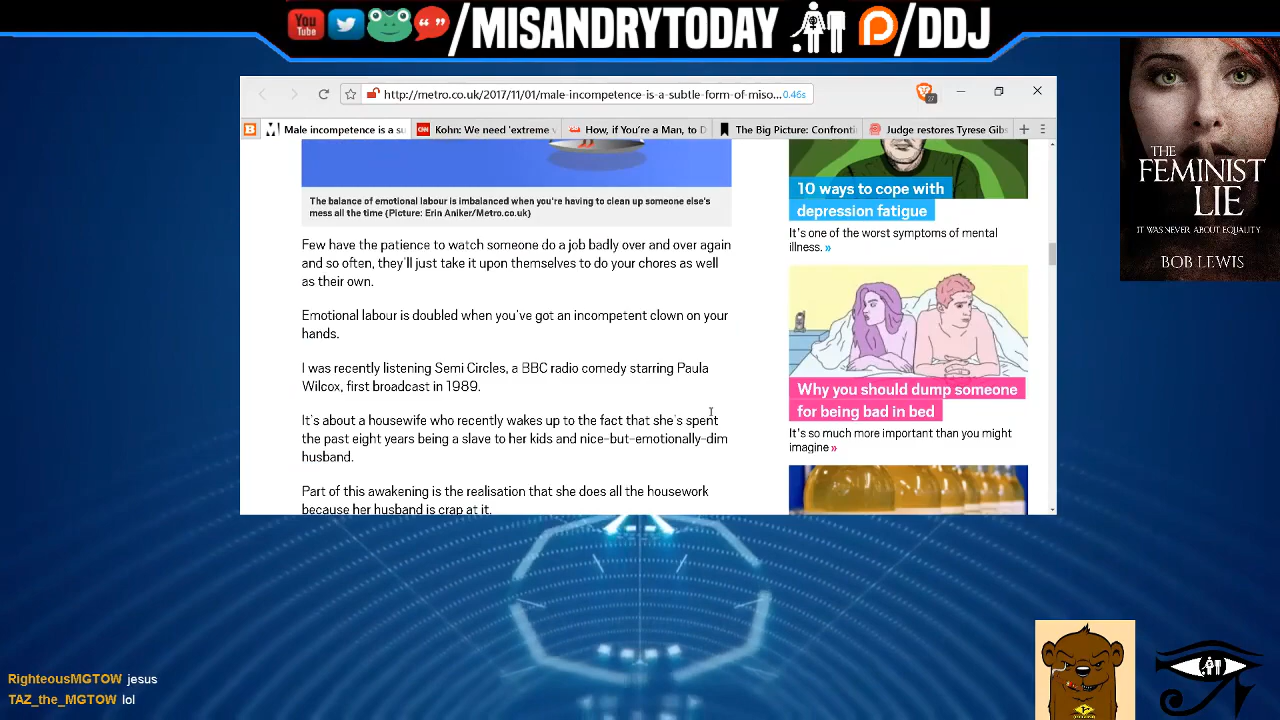 You
Tube
/MISANDRYTODAY
/DDJ
http://metro.co.uk/2017/11/01/male-incompetence-is-a-subtle-form-of-miso...
0.46s
27
Male incompetence is a su
CNN
Kohn: We need 'extreme v
How, if You're a Man, to D
The Big Picture: Confronti
Judge restores Tyrese Gibs
The balance of emotional labour is imbalanced when you're having to clean up someone else's
mess all the time (Picture: Erin Aniker/Metro.co.uk)
Few have the patience to watch someone do a job badly over and over again
and so often, they'll just take it upon themselves to do your chores as well
as their own.
Emotional labour is doubled when you've got an incompetent clown on your
hands.
I was recently listening Semi Circles, a BBC radio comedy starring Paula
Wilcox, first broadcast in 1989.
It's about a housewife who recently wakes up to the fact that she's spent
the past eight years being a slave to her kids and nice-but-emotionally-dim
husband.
Part of this awakening is the realisation that she does all the housework
because her husband is crap at it.
10 ways to cope with
depression fatigue
It's one of the worst symptoms of mental
illness. »
Why you should dump someone
for being bad in bed
It's so much more important than you might
imagine »
THE
FEMINIST
LIE
IT WAS NEVER ABOUT EQUALITY
BOB LEWIS
RighteousMGTOW jesus
TAZ_the_MGTOW lol